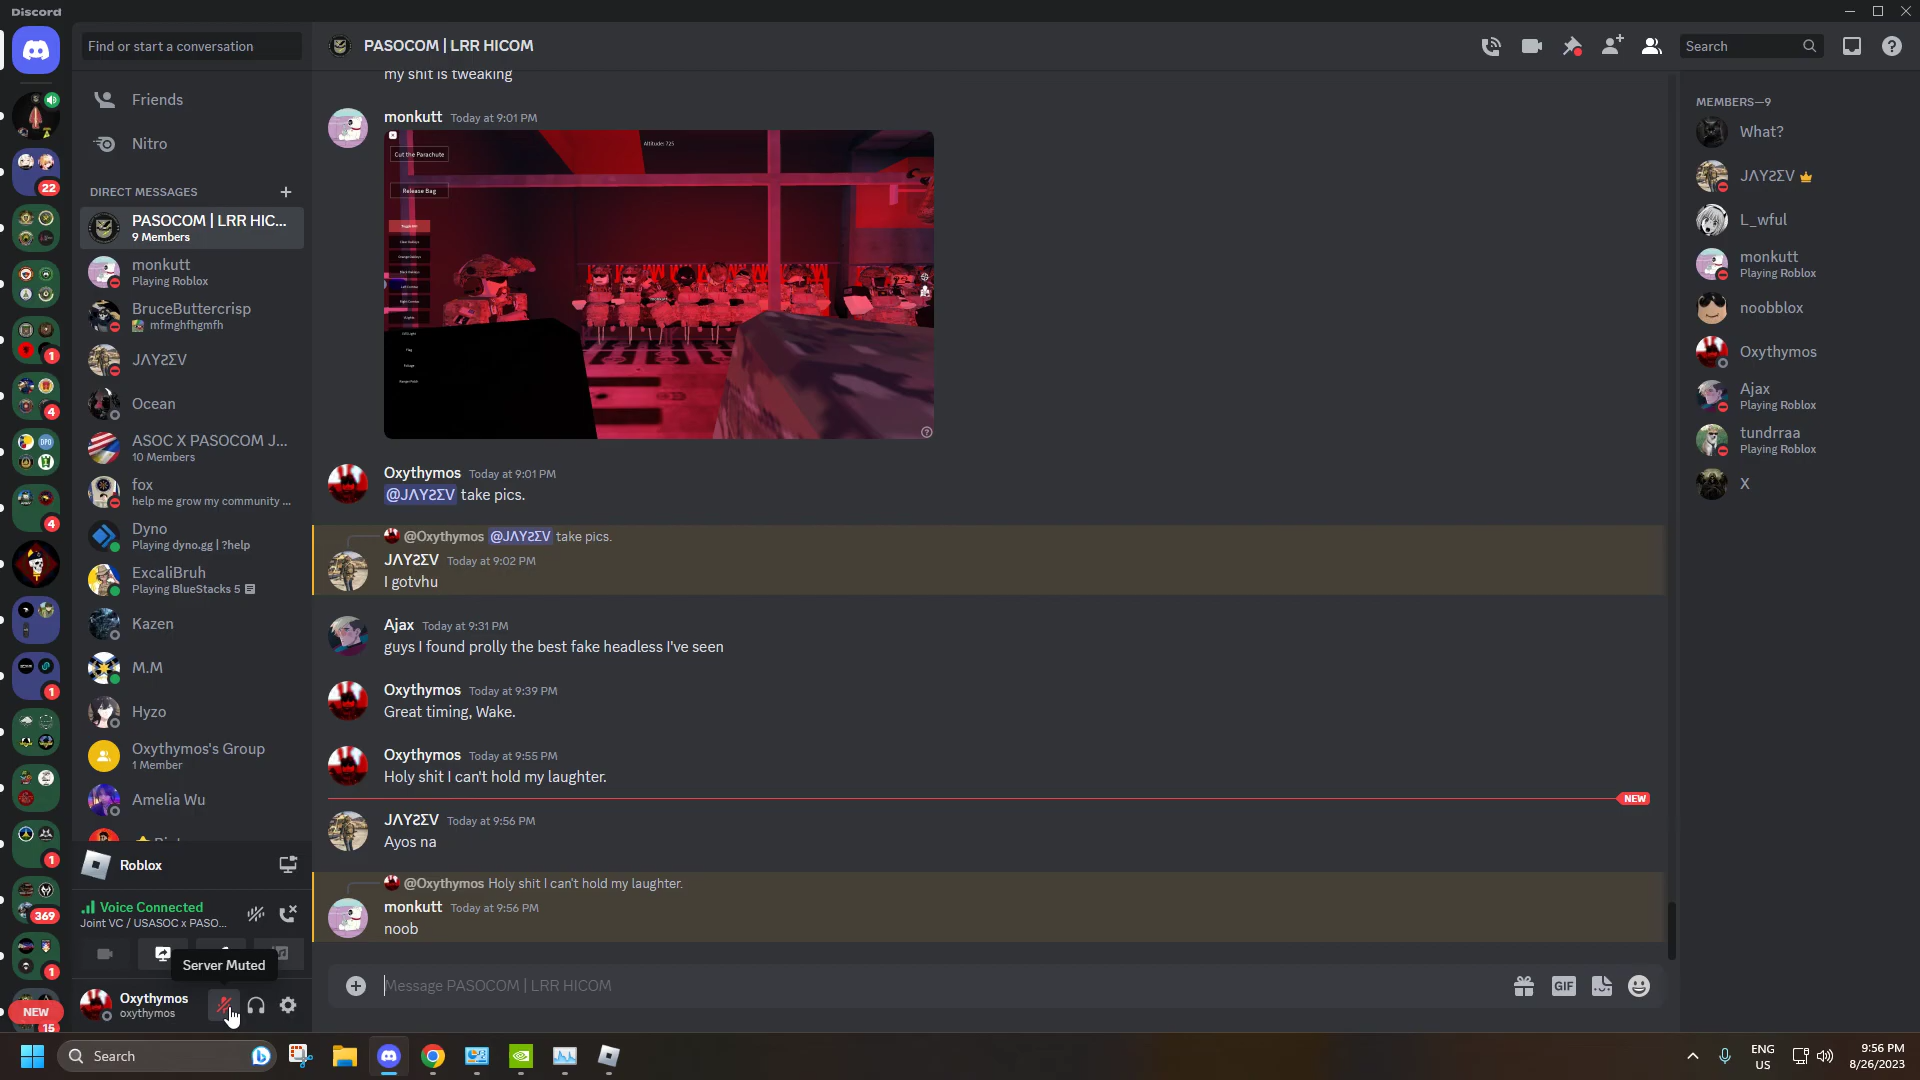 Discord
Find or start a conversation
PASOCOM | LRR HICOM
Search
Friends
Nitro
DIRECT MESSAGES
PASOCOM | LRR HIC...
9 Members
monkutt
Playing Roblox
BruceButtercrisp
mfmghfhgmfh
JΛYƧΣV
Ocean
ASOC X PASOCOM J...
10 Members
fox
help me grow my community ...
Dyno
Playing dyno.gg | ?help
ExcaliBruh
Playing BlueStacks 5
Kazen
M.M
Hyzo
Oxythymos's Group
1 Member
Amelia Wu
22
1
4
DPO
4
1
1
369
1
NEW
15
Roblox
Voice Connected
Joint VC / USASOC x PASO...
Server Muted
Oxythymos
oxythymos
my shit is tweaking
monkutt Today at 9:01 PM
Altitude: 725
Cut the Parachute
Release Bag
Oxythymos Today at 9:01 PM
@JΛYƧΣV take pics.
@Oxythymos @JΛYƧΣV take pics.
JΛYƧΣV Today at 9:02 PM
I gotvhu
Ajax Today at 9:31 PM
guys I found prolly the best fake headless I've seen
Oxythymos Today at 9:39 PM
Great timing, Wake.
Oxythymos Today at 9:55 PM
Holy shit I can't hold my laughter.
NEW
JΛYƧΣV Today at 9:56 PM
Ayos na
@Oxythymos Holy shit I can't hold my laughter.
monkutt Today at 9:56 PM
noob
Message PASOCOM | LRR HICOM
GIF
MEMBERS—9
What?
JΛYƧΣV
L_wful
monkutt
Playing Roblox
noobblox
Oxythymos
Ajax
Playing Roblox
tundrraa
Playing Roblox
X
Search
ENG
US
9:56 PM
8/26/2023